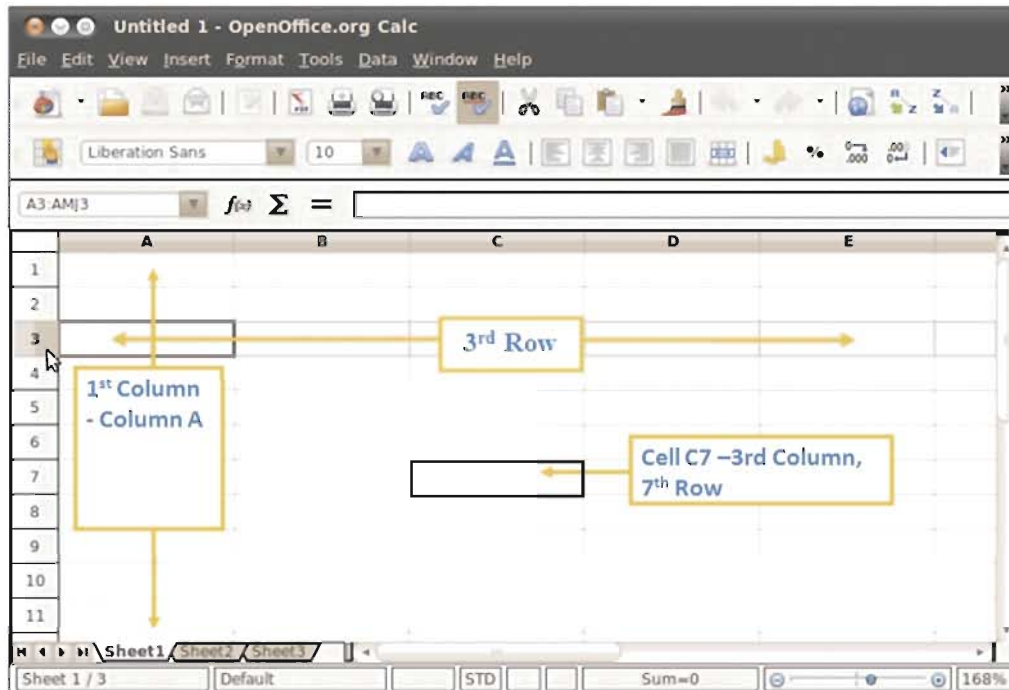 Untitled 1 - OpenOffice.org Calc
File Edit View Insert Format Tools Data Window Help
ABC ABC
Liberation Sans 10 %
A3:AMJ3 f(x) Σ =
A B C D E
1
2
3
3rd Row
4
1st Column
- Column A
5
6
Cell C7 –3rd Column,
7th Row
7
8
9
10
11
Sheet1 Sheet2 Sheet3
Sheet 1 / 3 Default STD Sum=0 168%